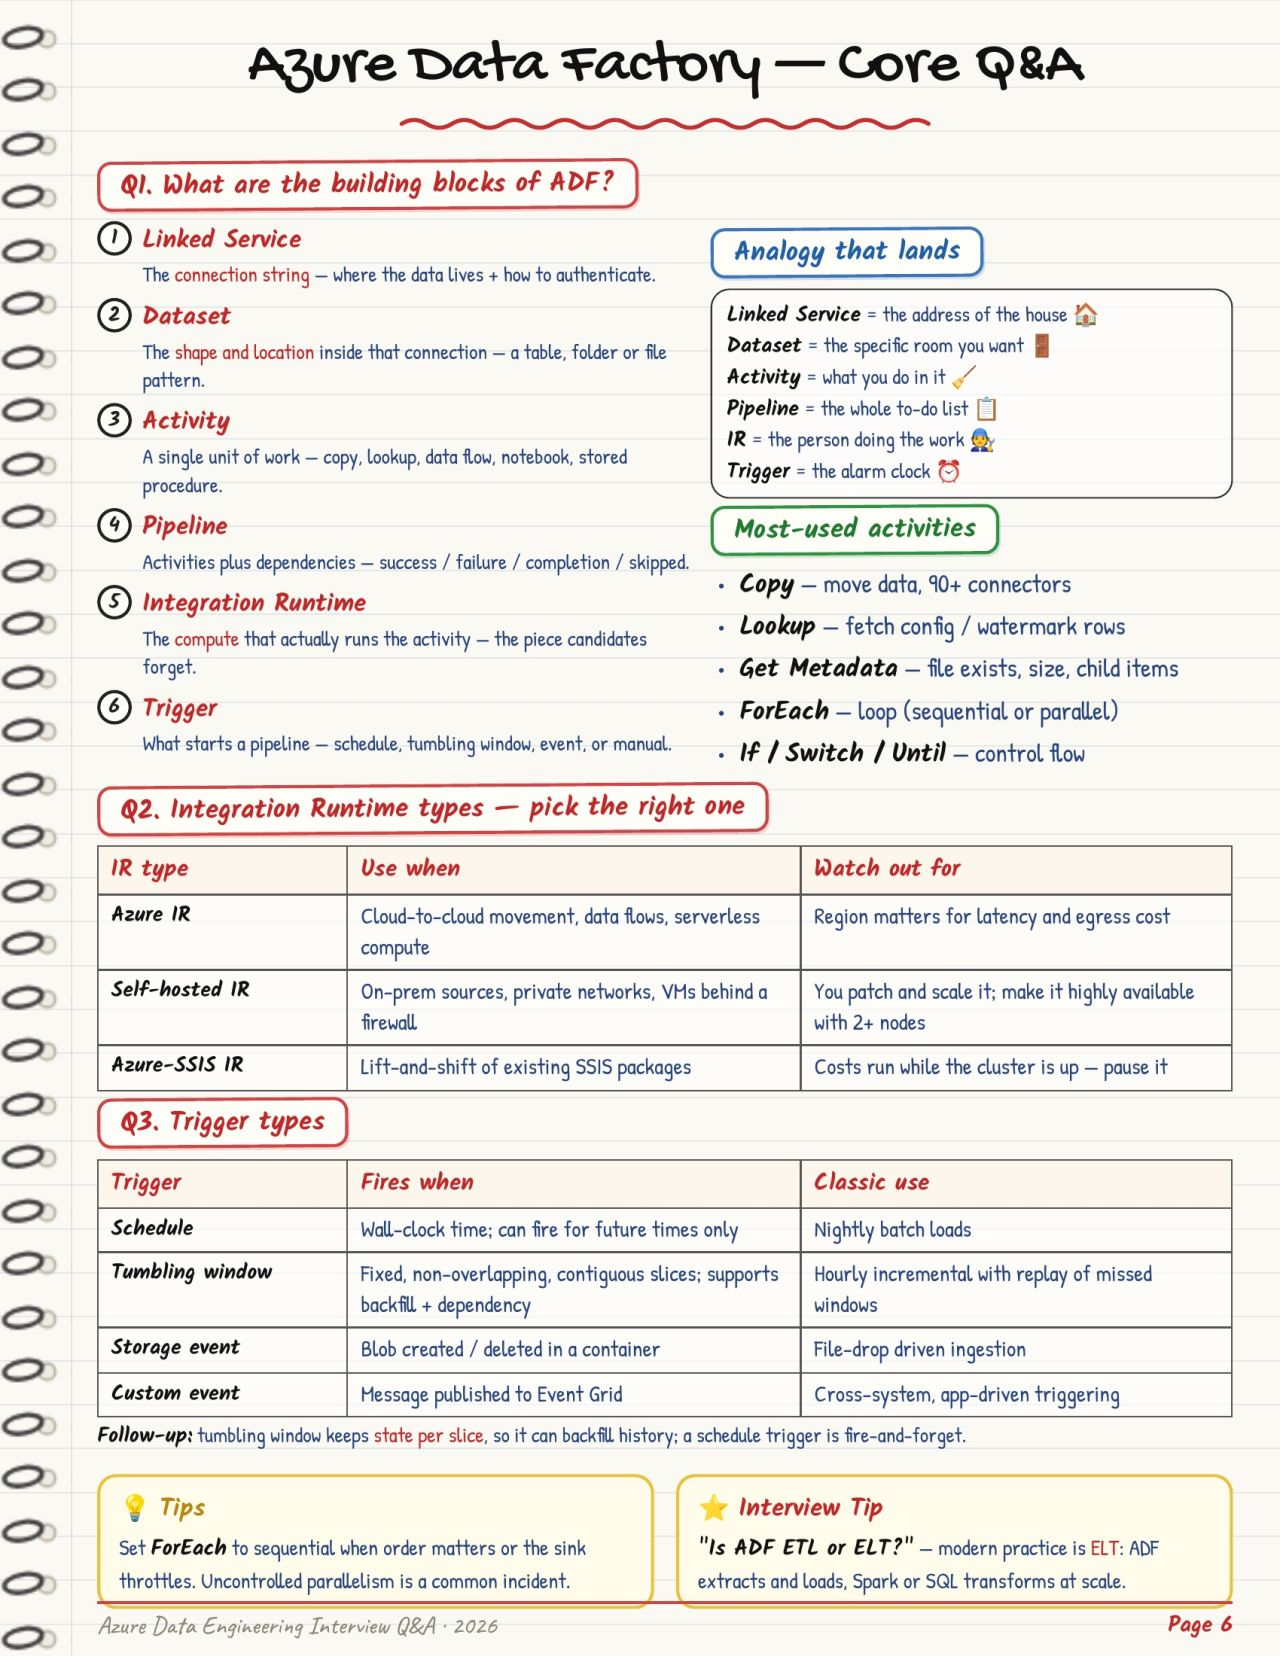 Azure Data Factory — Core Q&A
Q1. What are the building blocks of ADF?
1 Linked Service
The connection string — where the data lives + how to authenticate.
2 Dataset
The shape and location inside that connection — a table, folder or file
pattern.
3 Activity
A single unit of work — copy, lookup, data flow, notebook, stored
procedure.
4 Pipeline
Activities plus dependencies — success / failure / completion / skipped.
5 Integration Runtime
The compute that actually runs the activity — the piece candidates
forget.
6 Trigger
What starts a pipeline — schedule, tumbling window, event, or manual.
Analogy that lands
Linked Service = the address of the house 🏠
Dataset = the specific room you want 🚪
Activity = what you do in it 🧹
Pipeline = the whole to-do list 📋
IR = the person doing the work 🧑‍🔧
Trigger = the alarm clock ⏰
Most-used activities
• Copy — move data, 90+ connectors
• Lookup — fetch config / watermark rows
• Get Metadata — file exists, size, child items
• ForEach — loop (sequential or parallel)
• If / Switch / Until — control flow
Q2. Integration Runtime types — pick the right one
IR type Use when Watch out for
Azure IR Cloud-to-cloud movement, data flows, serverless Region matters for latency and egress cost
compute
Self-hosted IR On-prem sources, private networks, VMs behind a You patch and scale it; make it highly available
firewall with 2+ nodes
Azure-SSIS IR Lift-and-shift of existing SSIS packages Costs run while the cluster is up — pause it
Q3. Trigger types
Trigger Fires when Classic use
Schedule Wall-clock time; can fire for future times only Nightly batch loads
Tumbling window Fixed, non-overlapping, contiguous slices; supports Hourly incremental with replay of missed
backfill + dependency windows
Storage event Blob created / deleted in a container File-drop driven ingestion
Custom event Message published to Event Grid Cross-system, app-driven triggering
Follow-up: tumbling window keeps state per slice, so it can backfill history; a schedule trigger is fire-and-forget.
💡 Tips
Set ForEach to sequential when order matters or the sink
throttles. Uncontrolled parallelism is a common incident.
⭐ Interview Tip
"Is ADF ETL or ELT?" — modern practice is ELT: ADF
extracts and loads, Spark or SQL transforms at scale.
Azure Data Engineering Interview Q&A · 2026
Page 6